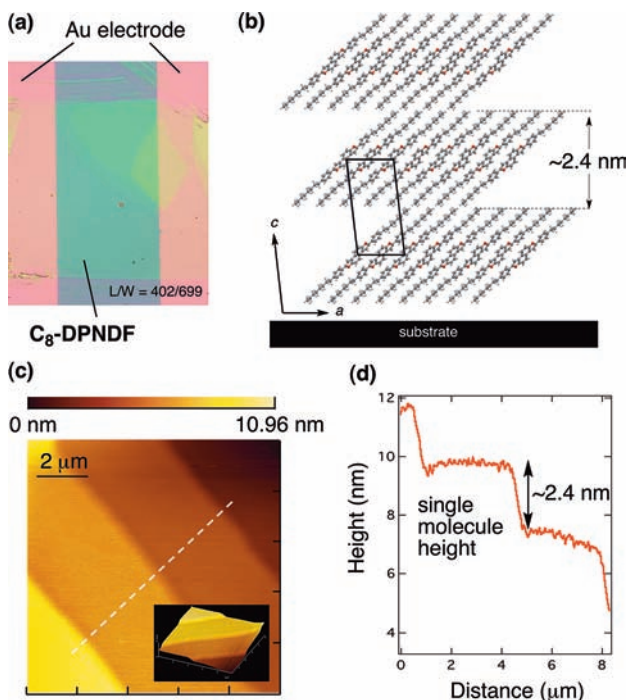 (a)
Au electrode
L/W = 402/699
C₈-DPNDF
(b)
~2.4 nm
c
a
substrate
(c)
0 nm
10.96 nm
2 μm
(d)
12
10
8
6
4
Height (nm)
single
molecule
height
~2.4 nm
0
2
4
6
8
Distance (μm)